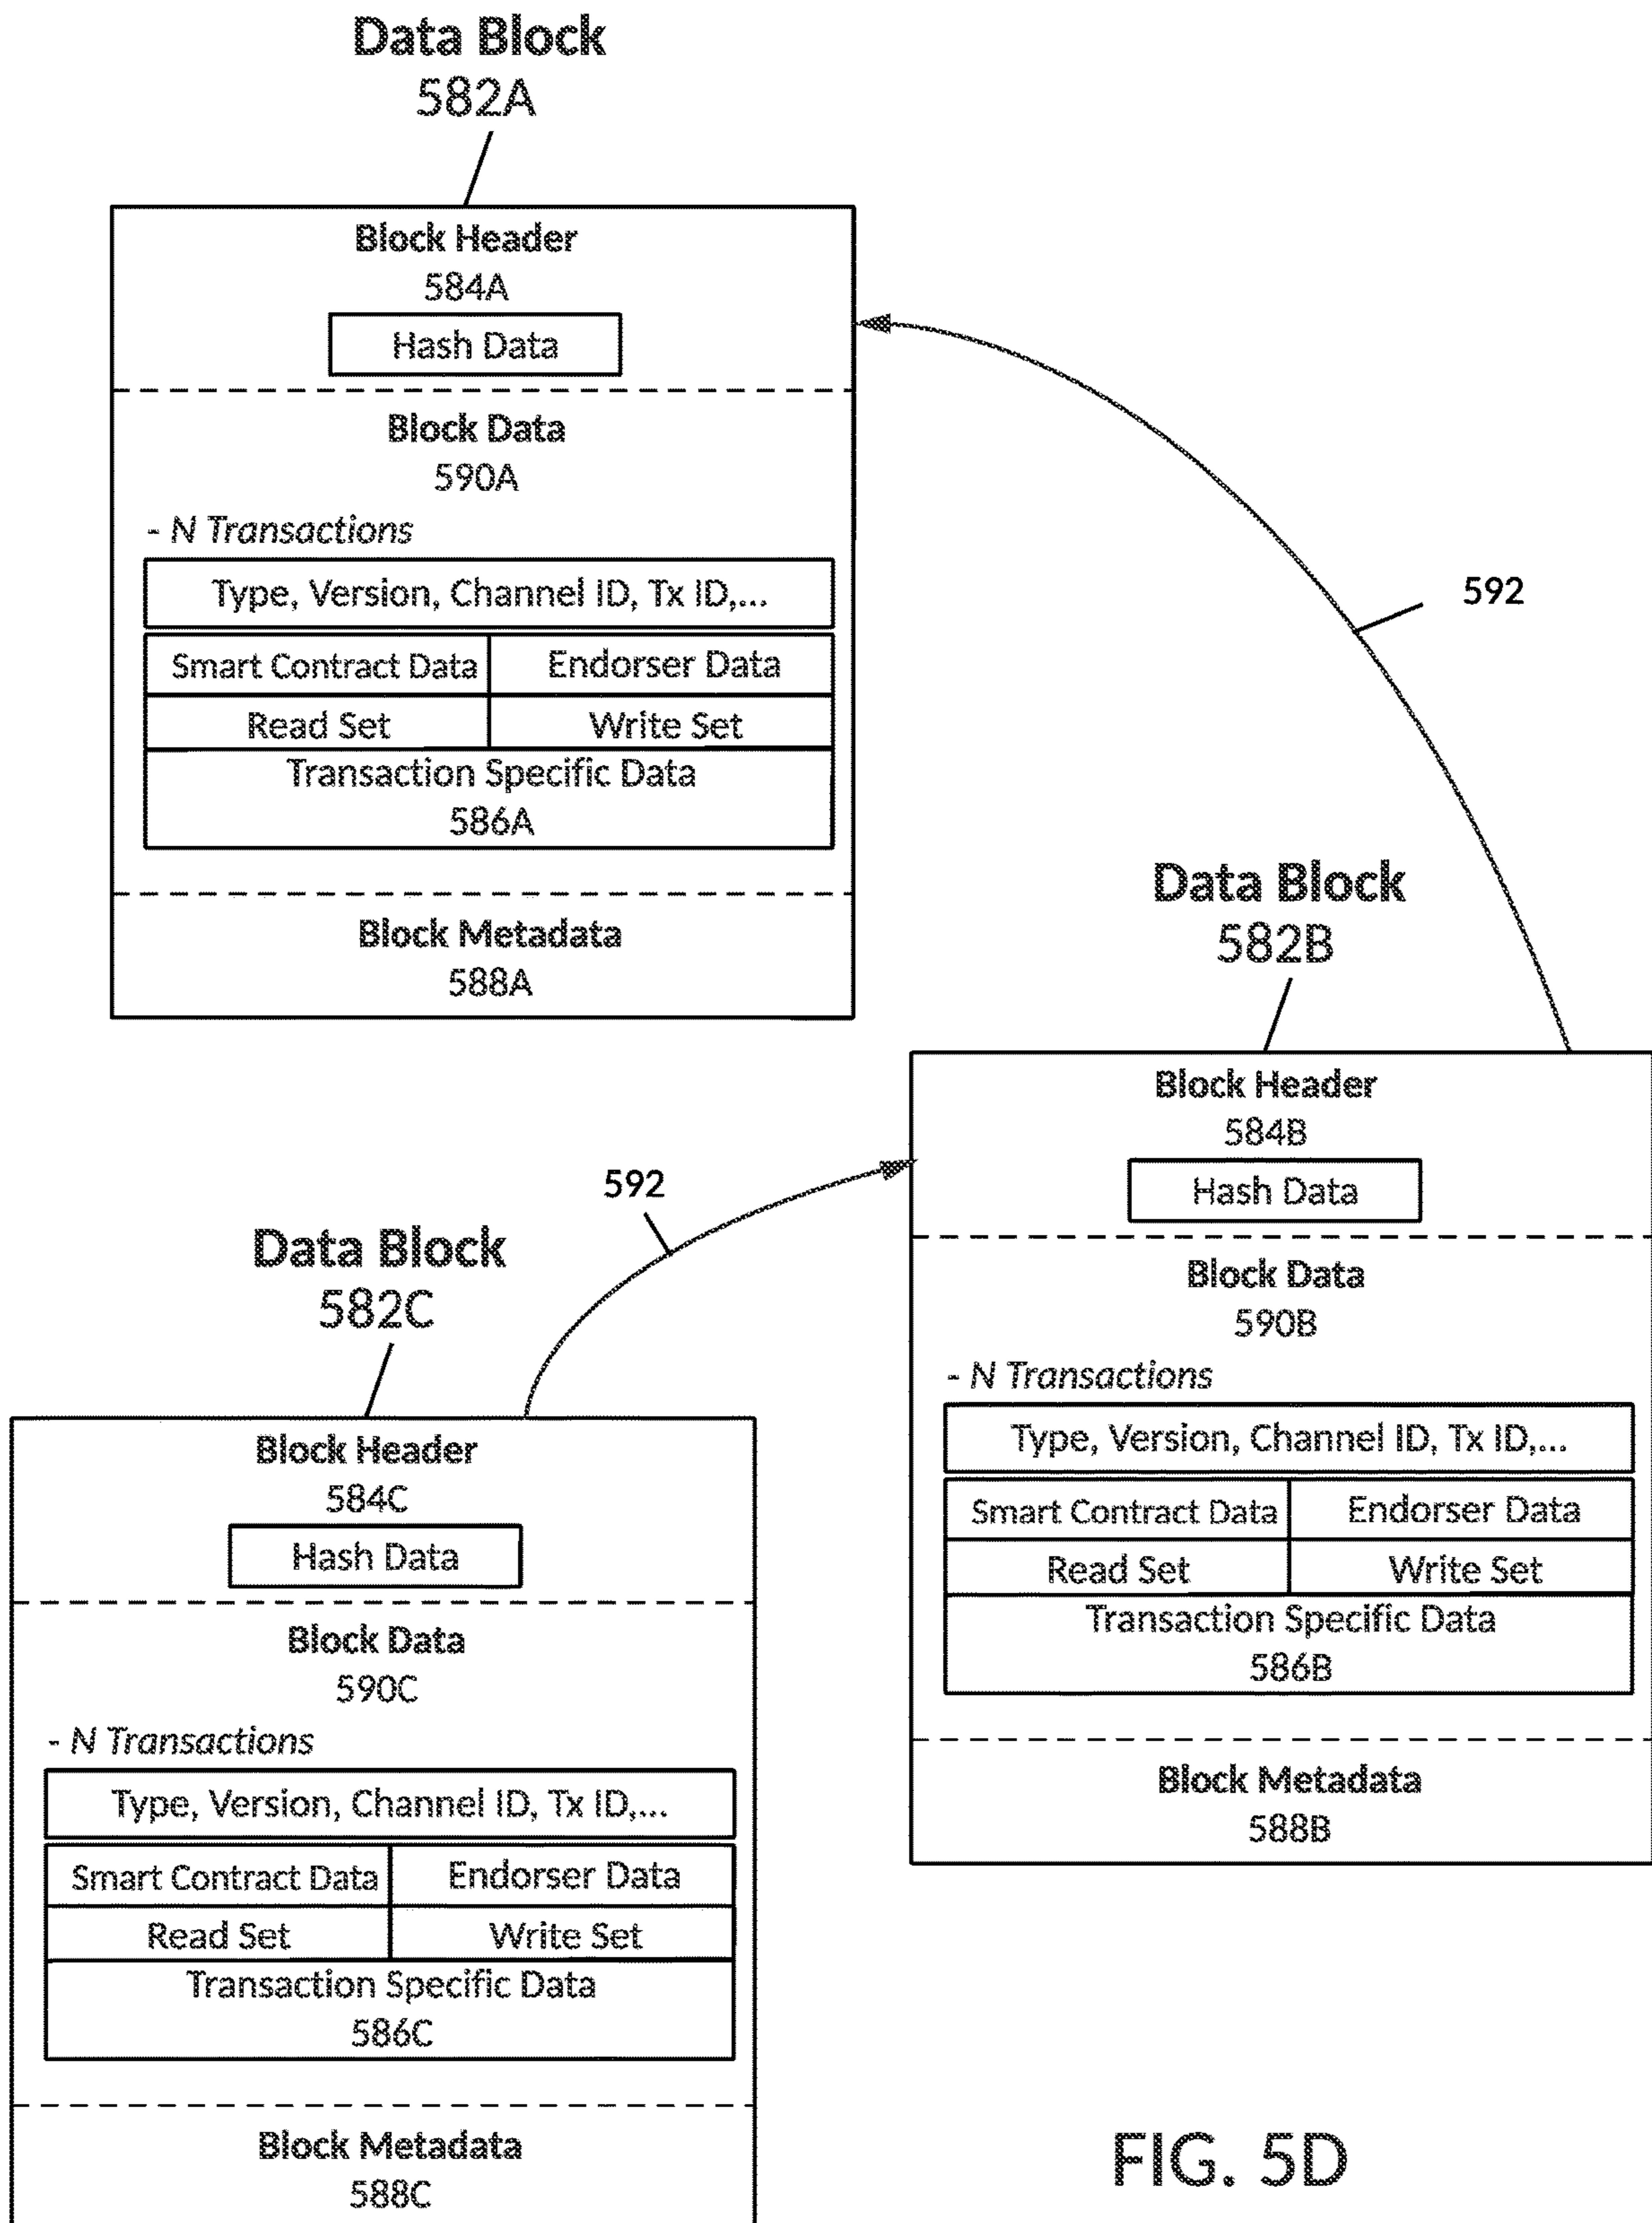 Data Block
582A
Block Header
584A
Hash Data
Block Data
590A
- N Transactions
Type, Version, Channel ID, Tx ID,...
Smart Contract Data
Endorser Data
Read Set
Write Set
Transaction Specific Data
586A
Block Metadata
588A
592
Data Block
582B
Block Header
584B
Hash Data
Block Data
590B
- N Transactions
Type, Version, Channel ID, Tx ID,...
Smart Contract Data
Endorser Data
Read Set
Write Set
Transaction Specific Data
586B
Block Metadata
588B
592
Data Block
582C
Block Header
584C
Hash Data
Block Data
590C
- N Transactions
Type, Version, Channel ID, Tx ID,...
Smart Contract Data
Endorser Data
Read Set
Write Set
Transaction Specific Data
586C
Block Metadata
588C
FIG. 5D